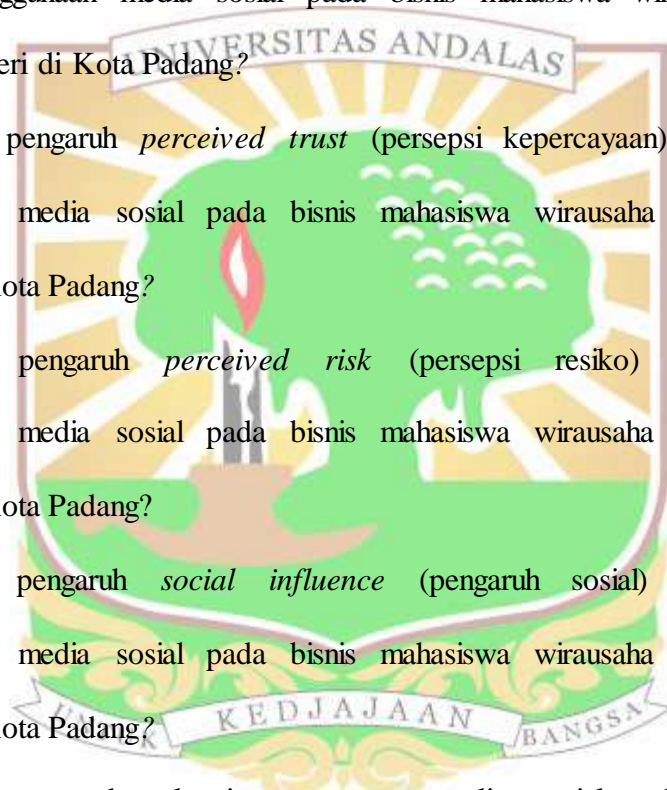 media sosial pada bisnis mahasiswa
UNIVERSITAS ANDALAS
eri di Kota Padang?
pengaruh perceived trust (persepsi kepercayaan)
media sosial pada bisnis mahasiswa wirausaha
ota Padang?
pengaruh perceived risk (persepsi resiko)
media sosial pada bisnis mahasiswa wirausaha
ota Padang?
pengaruh social influence (pengaruh sosial)
media sosial pada bisnis mahasiswa wirausaha
UNTUK KEDJAJAAN BANGSA
ota Padang?